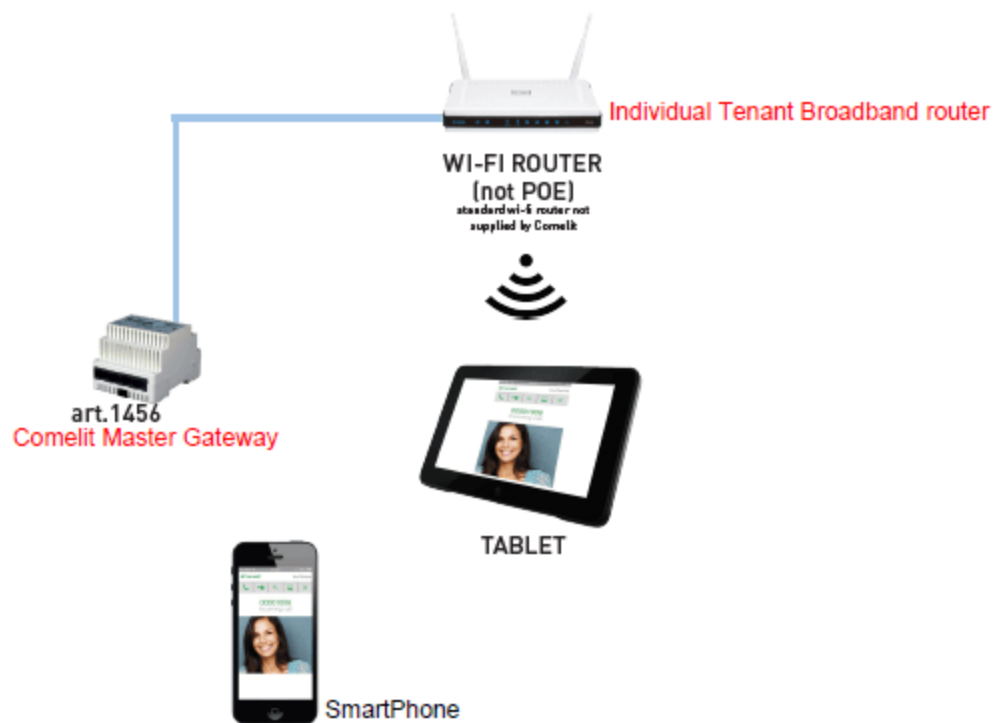 Individual Tenant Broadband router
WI-FI ROUTER
(not POE)
standard wi-fi router not
supplied by Comelit
art.1456
Comelit Master Gateway
TABLET
SmartPhone